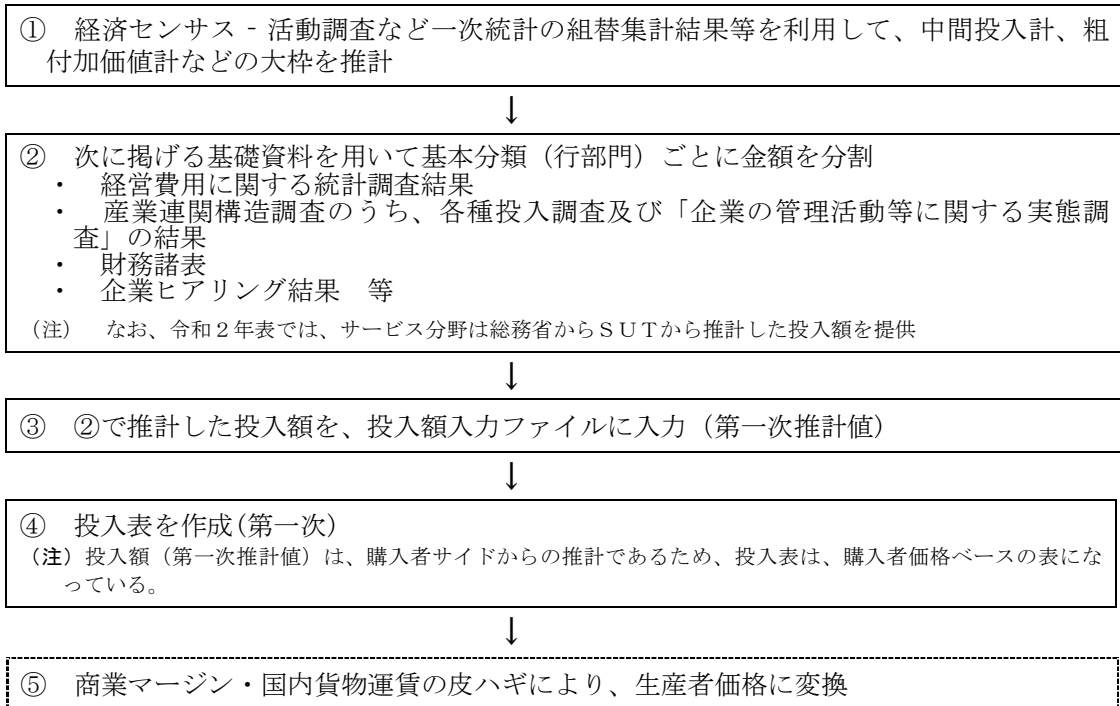 ① 経済センサス‐活動調査など一次統計の組替集計結果等を利用して、中間投入計、粗
付加価値計などの大枠を推計
↓
② 次に掲げる基礎資料を用いて基本分類（行部門）ごとに金額を分割
・ 経営費用に関する統計調査結果
・ 産業連関構造調査のうち、各種投入調査及び「企業の管理活動等に関する実態調
査」の結果
・ 財務諸表
・ 企業ヒアリング結果 等
（注） なお、令和２年表では、サービス分野は総務省からＳＵＴから推計した投入額を提供
↓
③ ②で推計した投入額を、投入額入力ファイルに入力（第一次推計値）
↓
④ 投入表を作成(第一次)
（注）投入額（第一次推計値）は、購入者サイドからの推計であるため、投入表は、購入者価格ベースの表にな
っている。
↓
⑤ 商業マージン・国内貨物運賃の皮ハギにより、生産者価格に変換